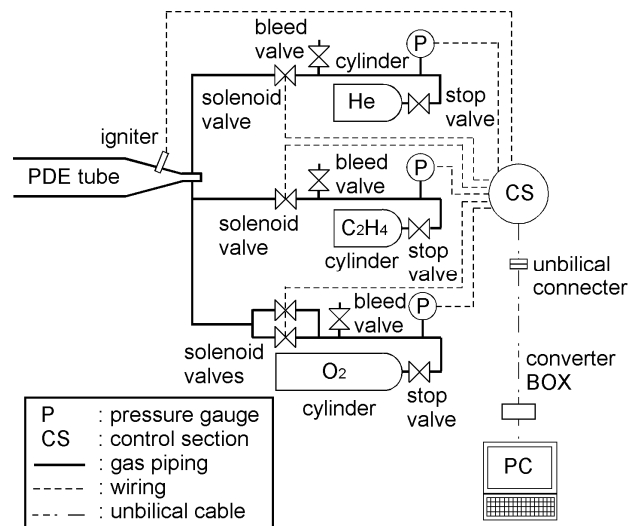 bleed
valve
P
cylinder
He
solenoid
valve
stop
valve
igniter
PDE tube
bleed
valve
P
CS
solenoid
valve
C2H4
cylinder
stop
valve
unbilical
connecter
bleed
valve
P
solenoid
valves
O2
cylinder
stop
valve
converter
BOX
PC
P : pressure gauge
CS : control section
: gas piping
: wiring
: unbilical cable